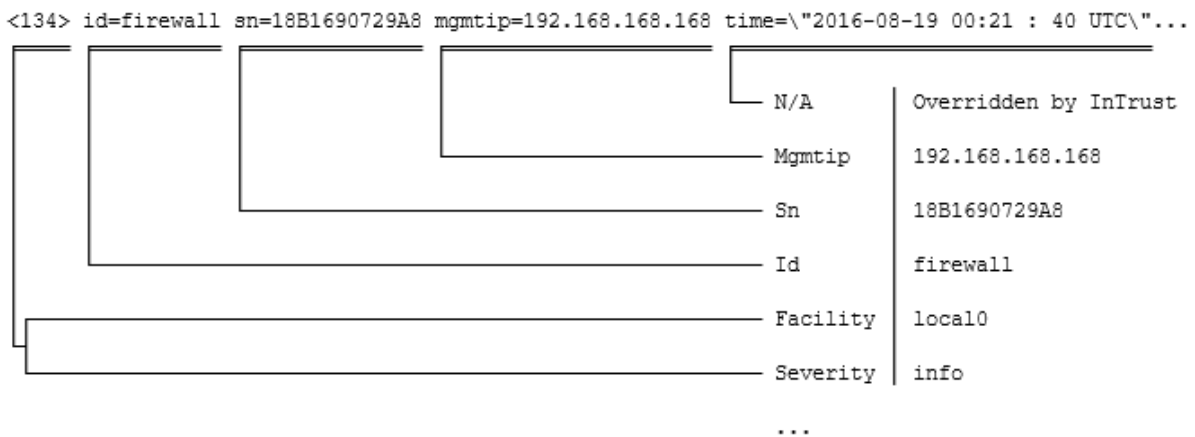 <134> id=firewall sn=18B1690729A8 mgmtip=192.168.168.168 time=\"2016-08-19 00:21 : 40 UTC\"...
N/A Overridden by InTrust
Mgmtip 192.168.168.168
Sn 18B1690729A8
Id firewall
Facility local0
Severity info
...